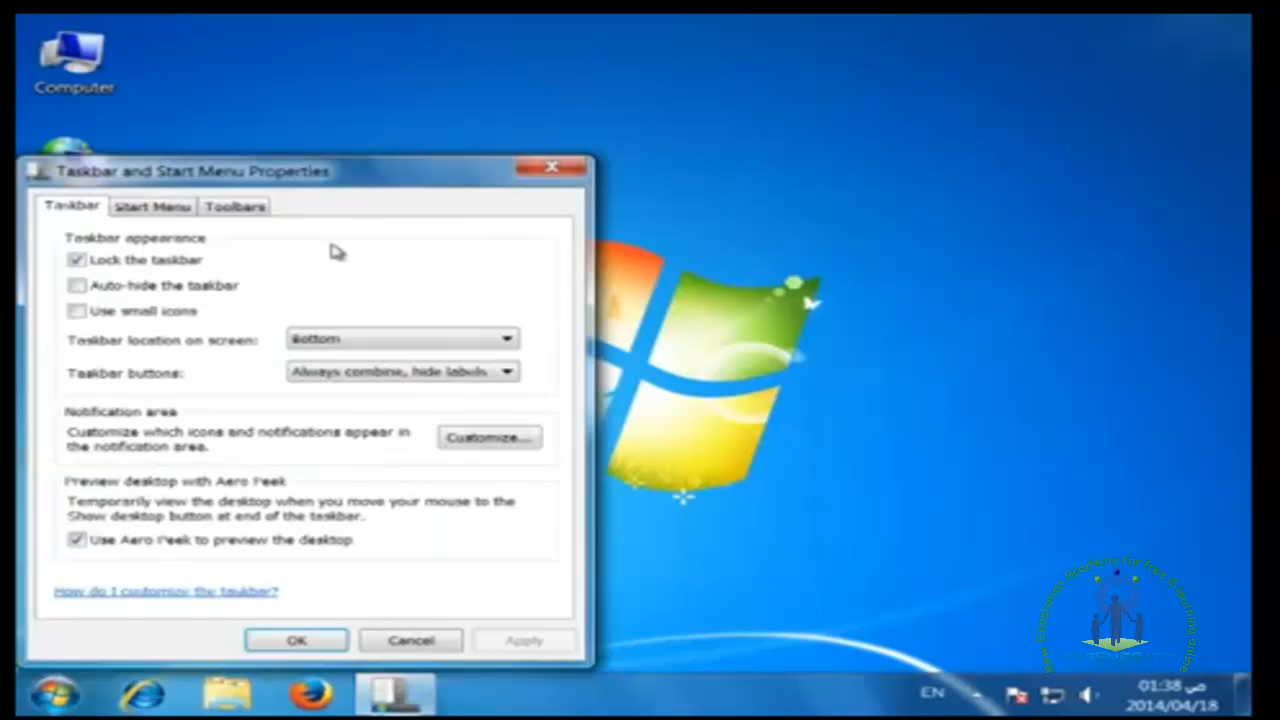 Computer
Taskbar and Start Menu Properties
Taskbar
Start Menu
Toolbars
Taskbar appearance
Lock the taskbar
Auto-hide the taskbar
Use small icons
Taskbar location on screen:
Bottom
Taskbar buttons:
Always combine, hide labels
Notification area
Customize which icons and notifications appear in
the notification area.
Customize...
Preview desktop with Aero Peek
Temporarily view the desktop when you move your mouse to the
Show desktop button at end of the taskbar.
Use Aero Peek to preview the desktop
How do I customize the taskbar?
OK
Cancel
Apply
EN
01:38 ص
2014/04/18